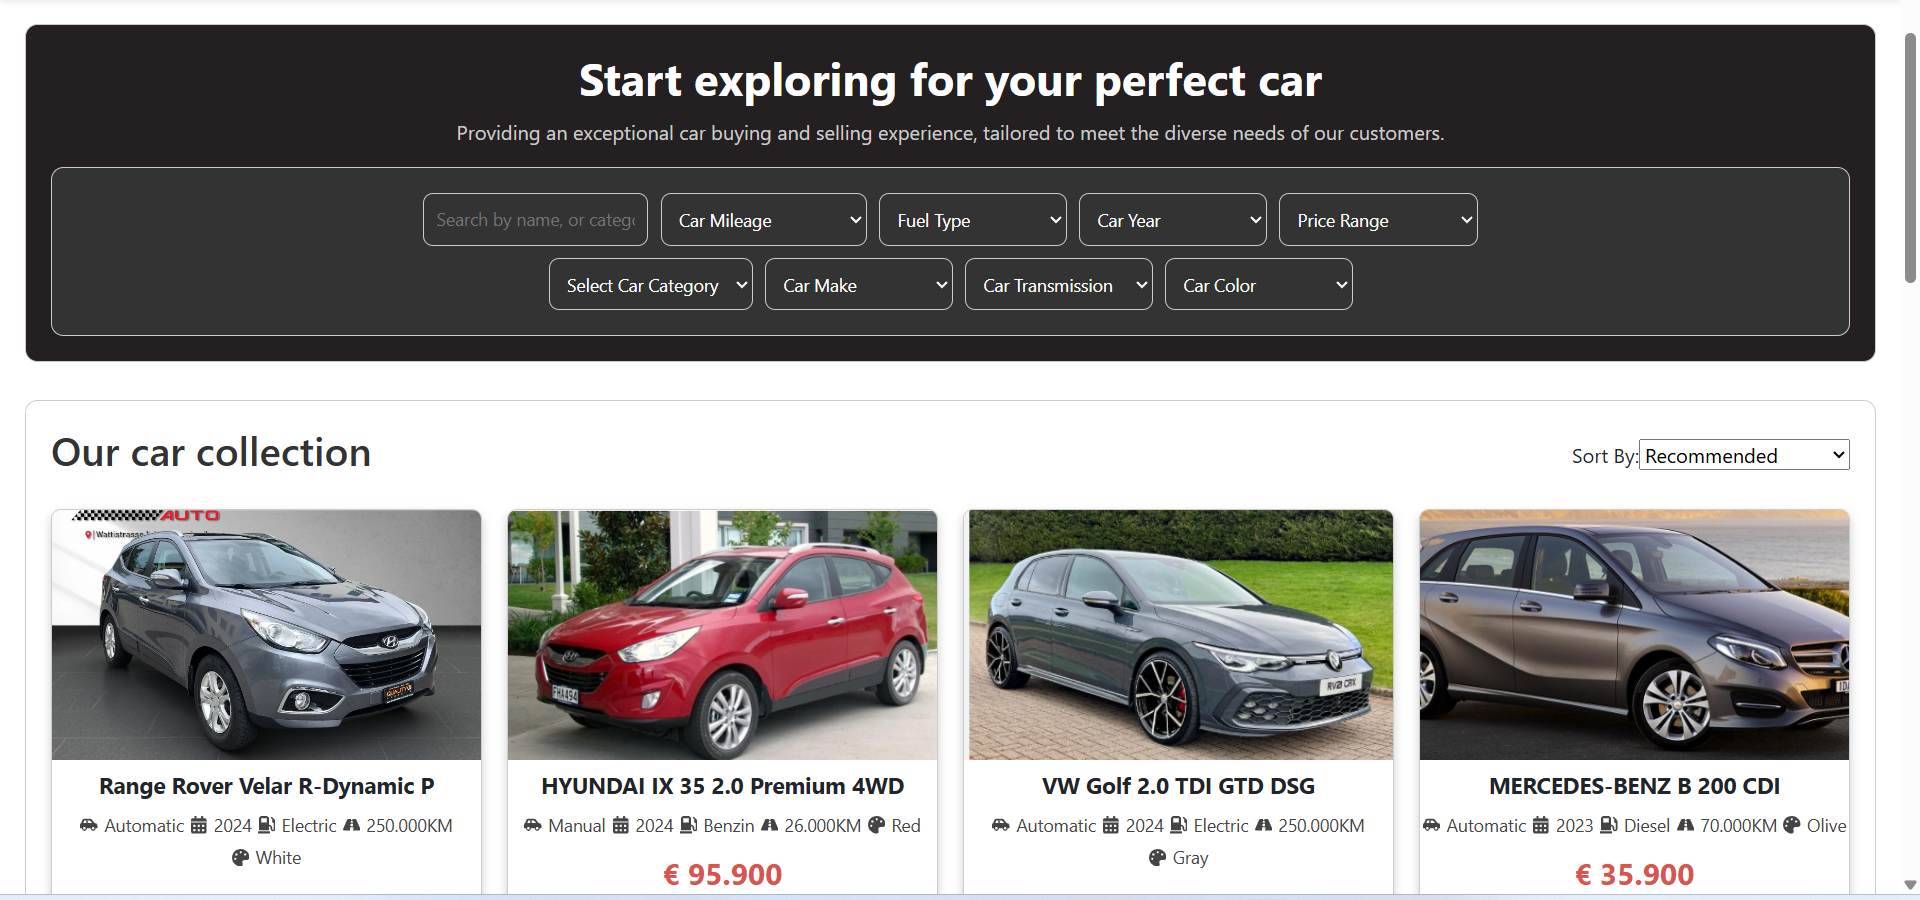 Start exploring for your perfect car
Providing an exceptional car buying and selling experience, tailored to meet the diverse needs of our customers.
Search by name, or catego
Car Mileage
Fuel Type
Car Year
Price Range
Select Car Category
Car Make
Car Transmission
Car Color
Our car collection
Sort By: Recommended
AUTO
FHA494
QUALITY
RV21 CRX
Range Rover Velar R-Dynamic P
Automatic 2024 Electric 250.000KM
White
HYUNDAI IX 35 2.0 Premium 4WD
Manual 2024 Benzin 26.000KM Red
€ 95.900
VW Golf 2.0 TDI GTD DSG
Automatic 2024 Electric 250.000KM
Gray
MERCEDES-BENZ B 200 CDI
Automatic 2023 Diesel 70.000KM Olive
€ 35.900